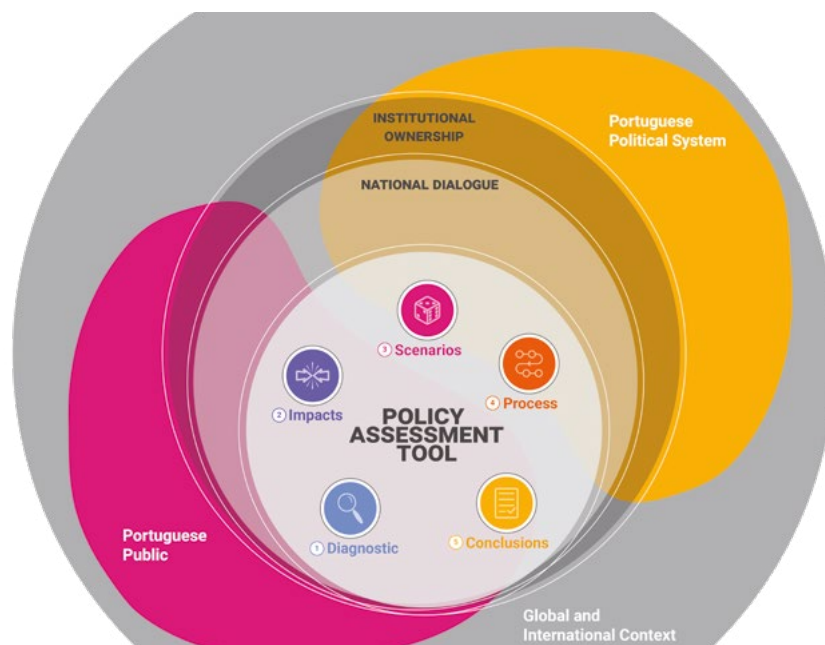 INSTITUTIONAL
OWNERSHIP
Portuguese
Political System
NATIONAL DIALOGUE
3 Scenarios
2 Impacts
4 Process
POLICY
ASSESSMENT
TOOL
1 Diagnostic
5 Conclusions
Portuguese
Public
Global and
International Context